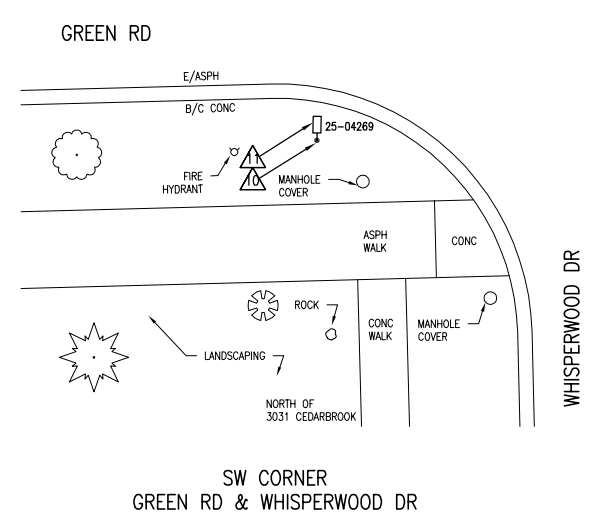 GREEN RD
E/ASPH
B/C CONC
25-04269
11
10
FIRE
HYDRANT
MANHOLE
COVER
ASPH
WALK
CONC
WHISPERWOOD DR
ROCK
CONC
WALK
MANHOLE
COVER
LANDSCAPING
NORTH OF
3031 CEDARBROOK
SW CORNER
GREEN RD & WHISPERWOOD DR